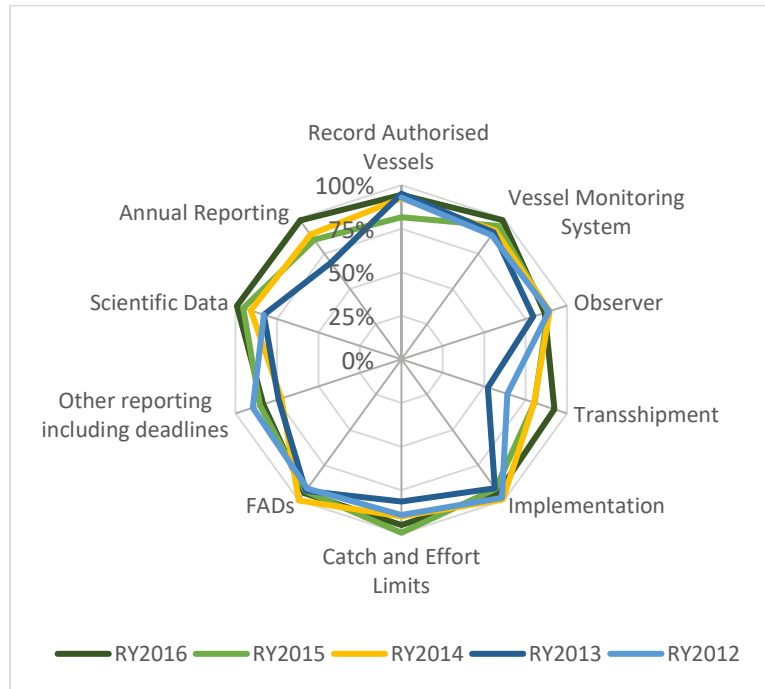 Record Authorised
Vessels
100%
Annual Reporting
Vessel Monitoring
System
75%
50%
Scientific Data
Observer
25%
0%
Other reporting
including deadlines
Transshipment
FADs
Implementation
Catch and Effort
Limits
RY2016 RY2015 RY2014 RY2013 RY2012